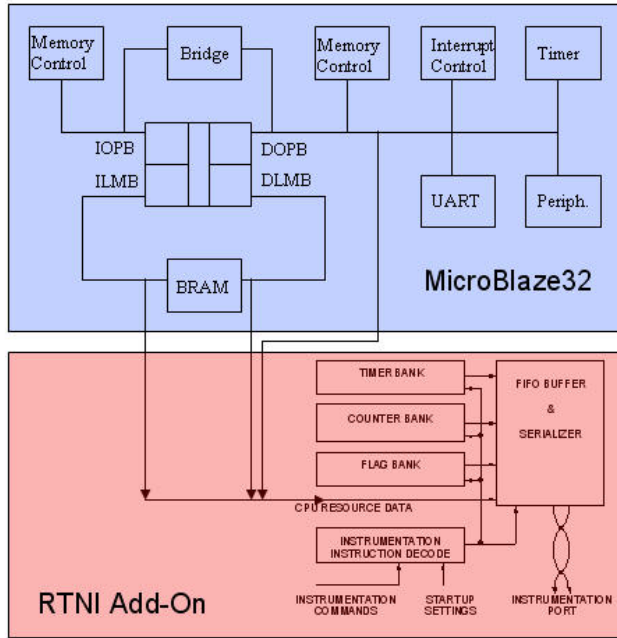 Memory
Control
Bridge
Memory
Control
Interrupt
Control
Timer
IOPB
DOPB
ILMB
DLMB
UART
Periph.
BRAM
MicroBlaze32
TIMER BANK
FIFO BUFFER
&
SERIALIZER
COUNTER BANK
FLAG BANK
CPU RESOURCE DATA
INSTRUMENTATION
INSTRUCTION DECODE
RTNI Add-On
INSTRUMENTATION
COMMANDS
STARTUP
SETTINGS
INSTRUMENTATION
PORT